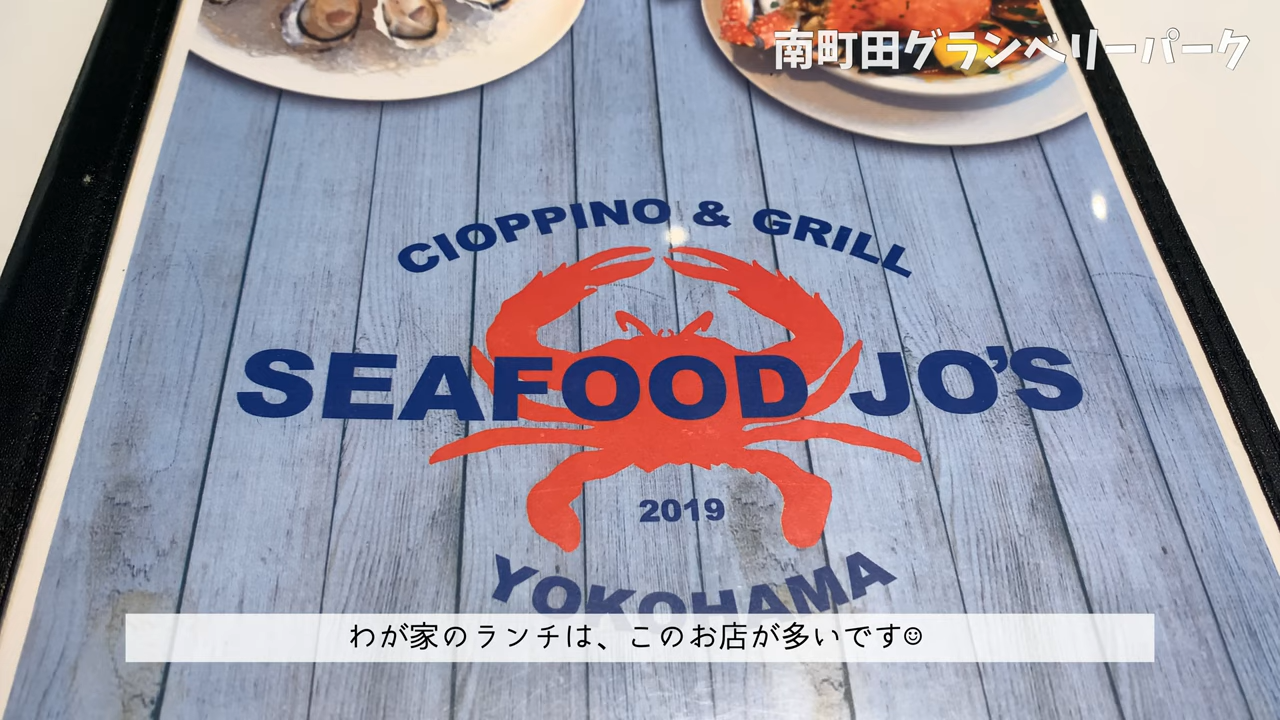 南町田グランベリーパーク
CIOPPINO & GRILL
SEAFOOD JO'S
2019
YOKOHAMA
わが家のランチは、このお店が多いです☺